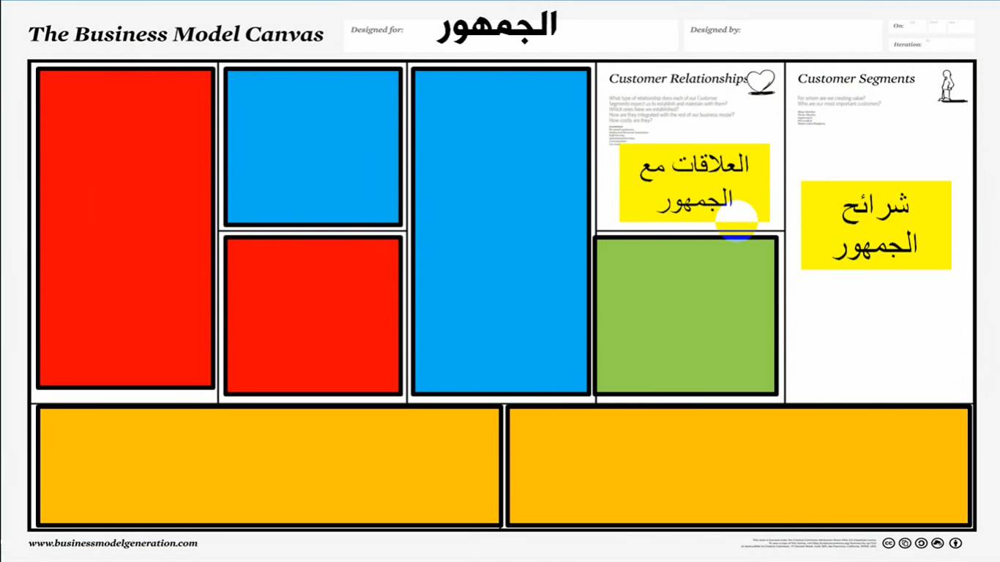 The Business Model Canvas
Designed for:
الجمهور
Designed by:
On:
Iteration:
Customer Relationships
What type of relationship does each of our Customer
Segments expect us to establish and maintain with them?
Which ones have we established?
How are they integrated with the rest of our business model?
How costly are they?
العلاقات مع
الجمهور
Customer Segments
For whom are we creating value?
Who are our most important customers?
شرائح
الجمهور
www.businessmodelgeneration.com